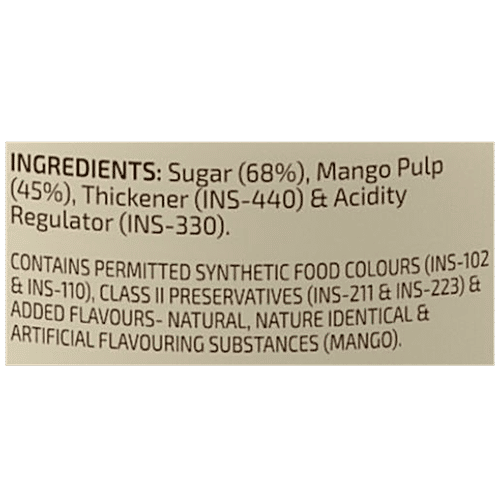 INGREDIENTS: Sugar (68%), Mango Pulp
(45%), Thickener (INS-440) & Acidity
Regulator (INS-330).
CONTAINS PERMITTED SYNTHETIC FOOD COLOURS (INS-102
& INS-110), CLASS II PRESERVATIVES (INS-211 & INS-223) &
ADDED FLAVOURS- NATURAL, NATURE IDENTICAL &
ARTIFICIAL FLAVOURING SUBSTANCES (MANGO).